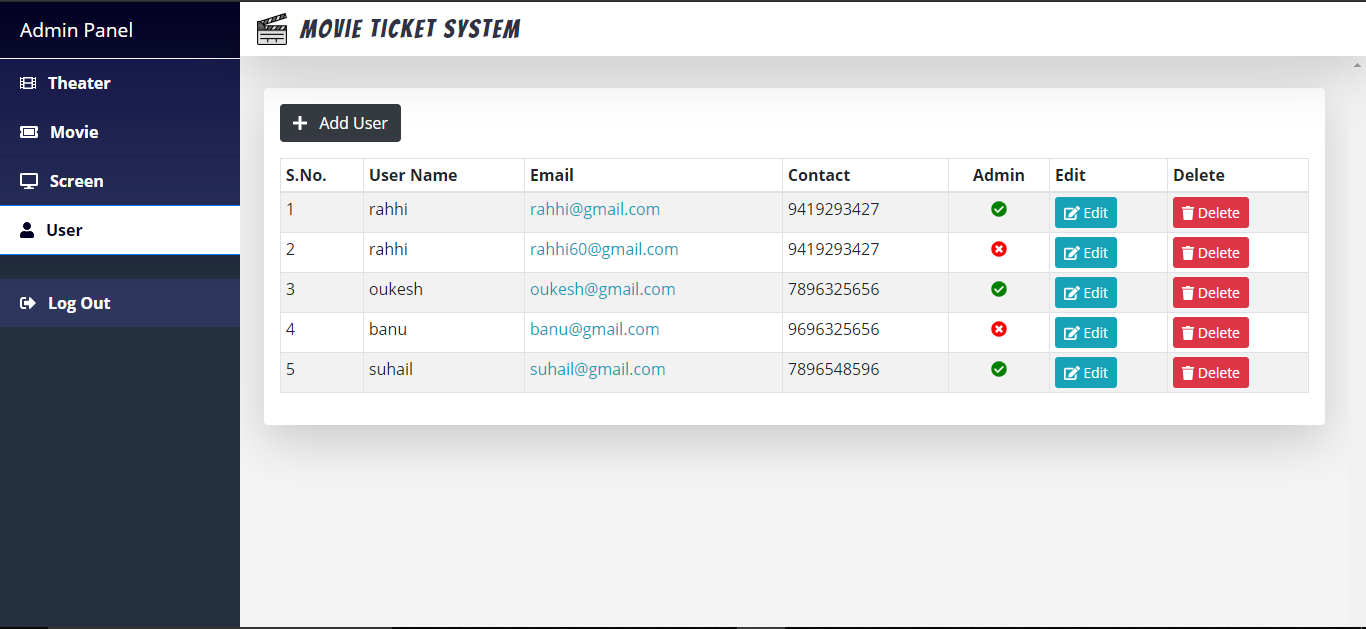 Admin Panel
MOVIE TICKET SYSTEM
Theater
Movie
Screen
User
Log Out
Add User
S.No. User Name Email Contact Admin Edit Delete
1 rahhi rahhi@gmail.com 9419293427 Edit Delete
2 rahhi rahhi60@gmail.com 9419293427 Edit Delete
3 oukesh oukesh@gmail.com 7896325656 Edit Delete
4 banu banu@gmail.com 9696325656 Edit Delete
5 suhail suhail@gmail.com 7896548596 Edit Delete